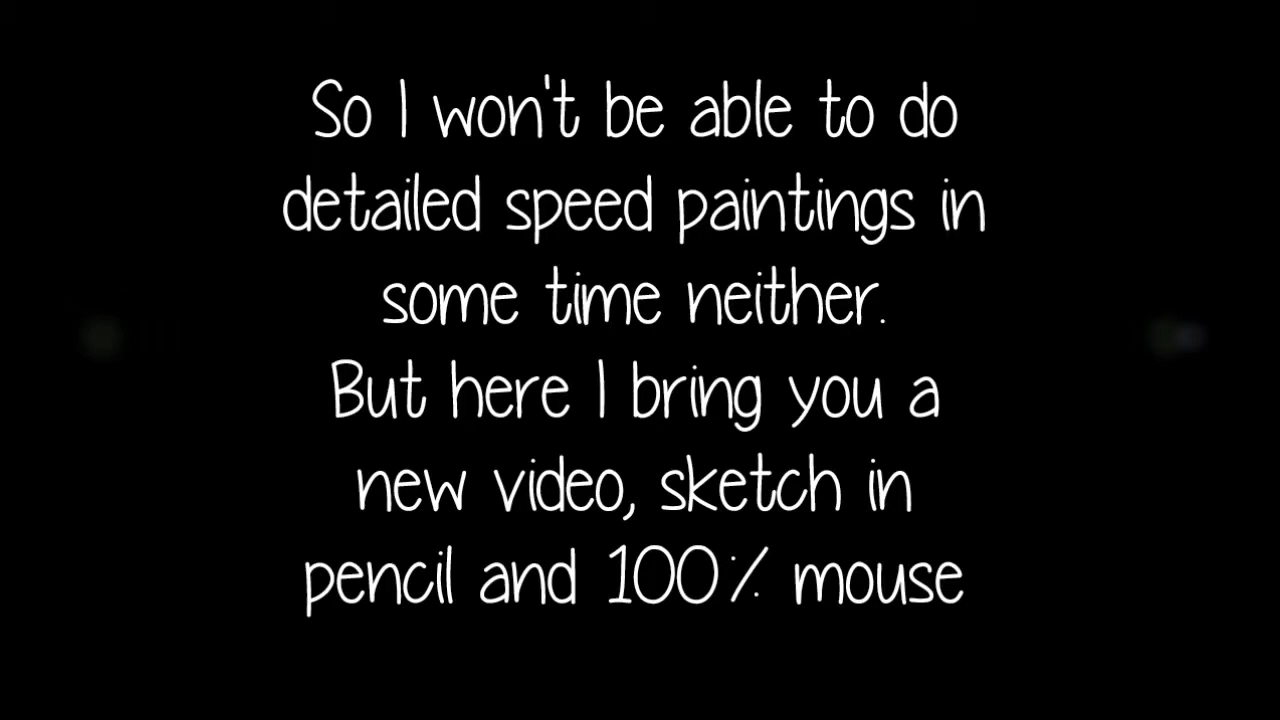 So I won't be able to do
detailed speed paintings in
some time neither.
But here I bring you a
new video, sketch in
pencil and 100% mouse